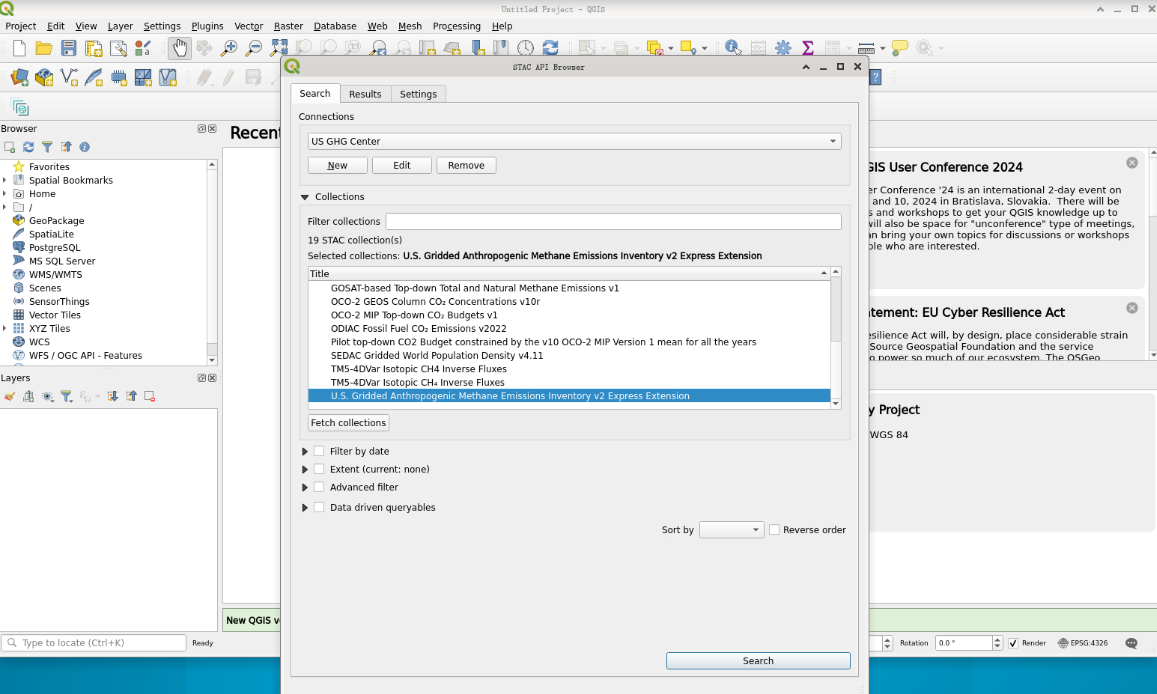 Untitled Project - QGIS
Project Edit View Layer Settings Plugins Vector Raster Database Web Mesh Processing Help
STAC API Browser
Search Results Settings
Connections
US GHG Center
New Edit Remove
Collections
Filter collections
19 STAC collection(s)
Selected collections: U.S. Gridded Anthropogenic Methane Emissions Inventory v2 Express Extension
Title
GOSAT-based Top-down Total and Natural Methane Emissions v1
OCO-2 GEOS Column CO₂ Concentrations v10r
OCO-2 MIP Top-down CO₂ Budgets v1
ODIAC Fossil Fuel CO₂ Emissions v2022
Pilot top-down CO2 Budget constrained by the v10 OCO-2 MIP Version 1 mean for all the years
SEDAC Gridded World Population Density v4.11
TM5-4DVar Isotopic CH4 Inverse Fluxes
TM5-4DVar Isotopic CH₄ Inverse Fluxes
U.S. Gridded Anthropogenic Methane Emissions Inventory v2 Express Extension
Fetch collections
Filter by date
Extent (current: none)
Advanced filter
Data driven queryables
Sort by Reverse order
Search
Browser
Favorites
Spatial Bookmarks
Home
/
GeoPackage
SpatiaLite
PostgreSQL
MS SQL Server
WMS/WMTS
Scenes
SensorThings
Vector Tiles
XYZ Tiles
WCS
WFS / OGC API - Features
Layers
Recent
GIS User Conference 2024
er Conference '24 is an international 2-day event on
and 10, 2024 in Bratislava, Slovakia. There will be
s and workshops to get your QGIS knowledge up to
will also be space for "unconference" type of meetings,
an bring your own topics for discussions or workshops
ple who are interested.
tement: EU Cyber Resilience Act
esilience Act will, by design, place considerable strain
Source Geospatial Foundation and the service
o power so much of our ecosystem. The OSGeo
y Project
WGS 84
New QGIS v
Type to locate (Ctrl+K) Ready Rotation 0.0 ° Render EPSG:4326